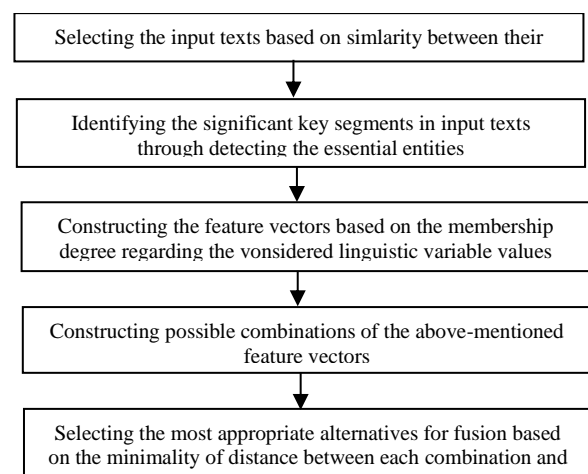 Selecting the input texts based on simlarity between their
Identifying the significant key segments in input texts
through detecting the essential entities
Constructing the feature vectors based on the membership
degree regarding the vonsidered linguistic variable values
Constructing possible combinations of the above-mentioned
feature vectors
Selecting the most appropriate alternatives for fusion based
on the minimality of distance between each combination and